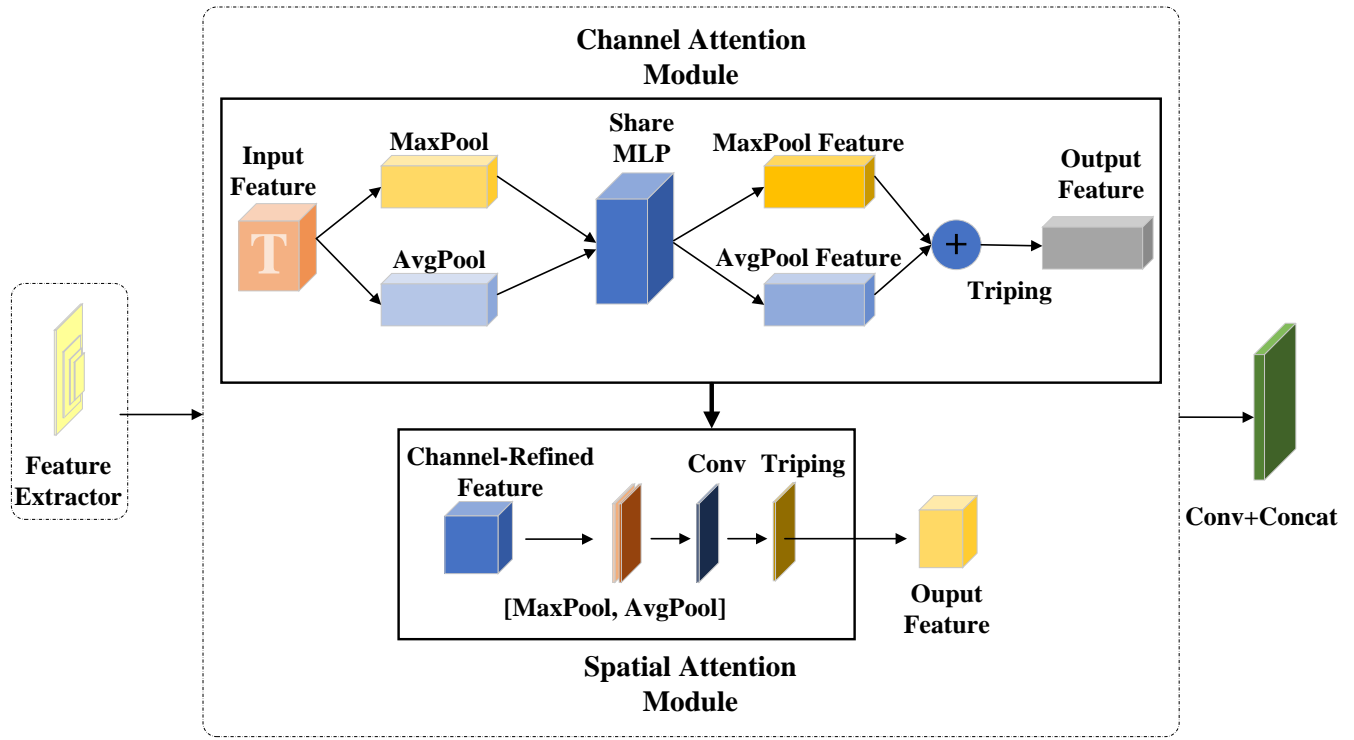 Channel Attention
Module
Input
Feature
T
MaxPool
AvgPool
Share
MLP
MaxPool Feature
AvgPool Feature
+
Triping
Output
Feature
Feature
Extractor
Channel-Refined
Feature
[MaxPool, AvgPool]
Conv
Triping
Ouput
Feature
Spatial Attention
Module
Conv+Concat